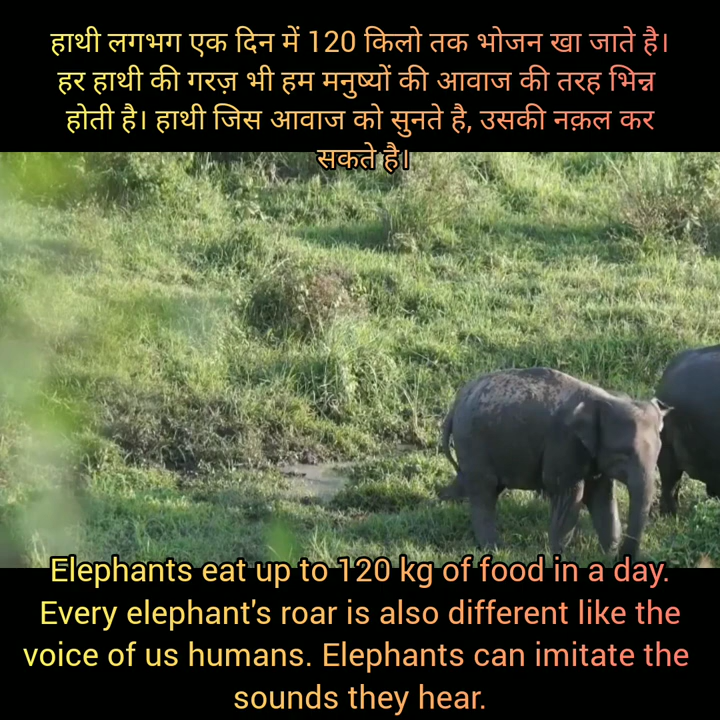 हाथी लगभग एक दिन में 120 किलो तक भोजन खा जाते है।
हर हाथी की गरज़ भी हम मनुष्यों की आवाज की तरह भिन्न
होती है। हाथी जिस आवाज को सुनते है, उसकी नक़ल कर
सकते है।
Elephants eat up to 120 kg of food in a day.
Every elephant's roar is also different like the
voice of us humans. Elephants can imitate the
sounds they hear.